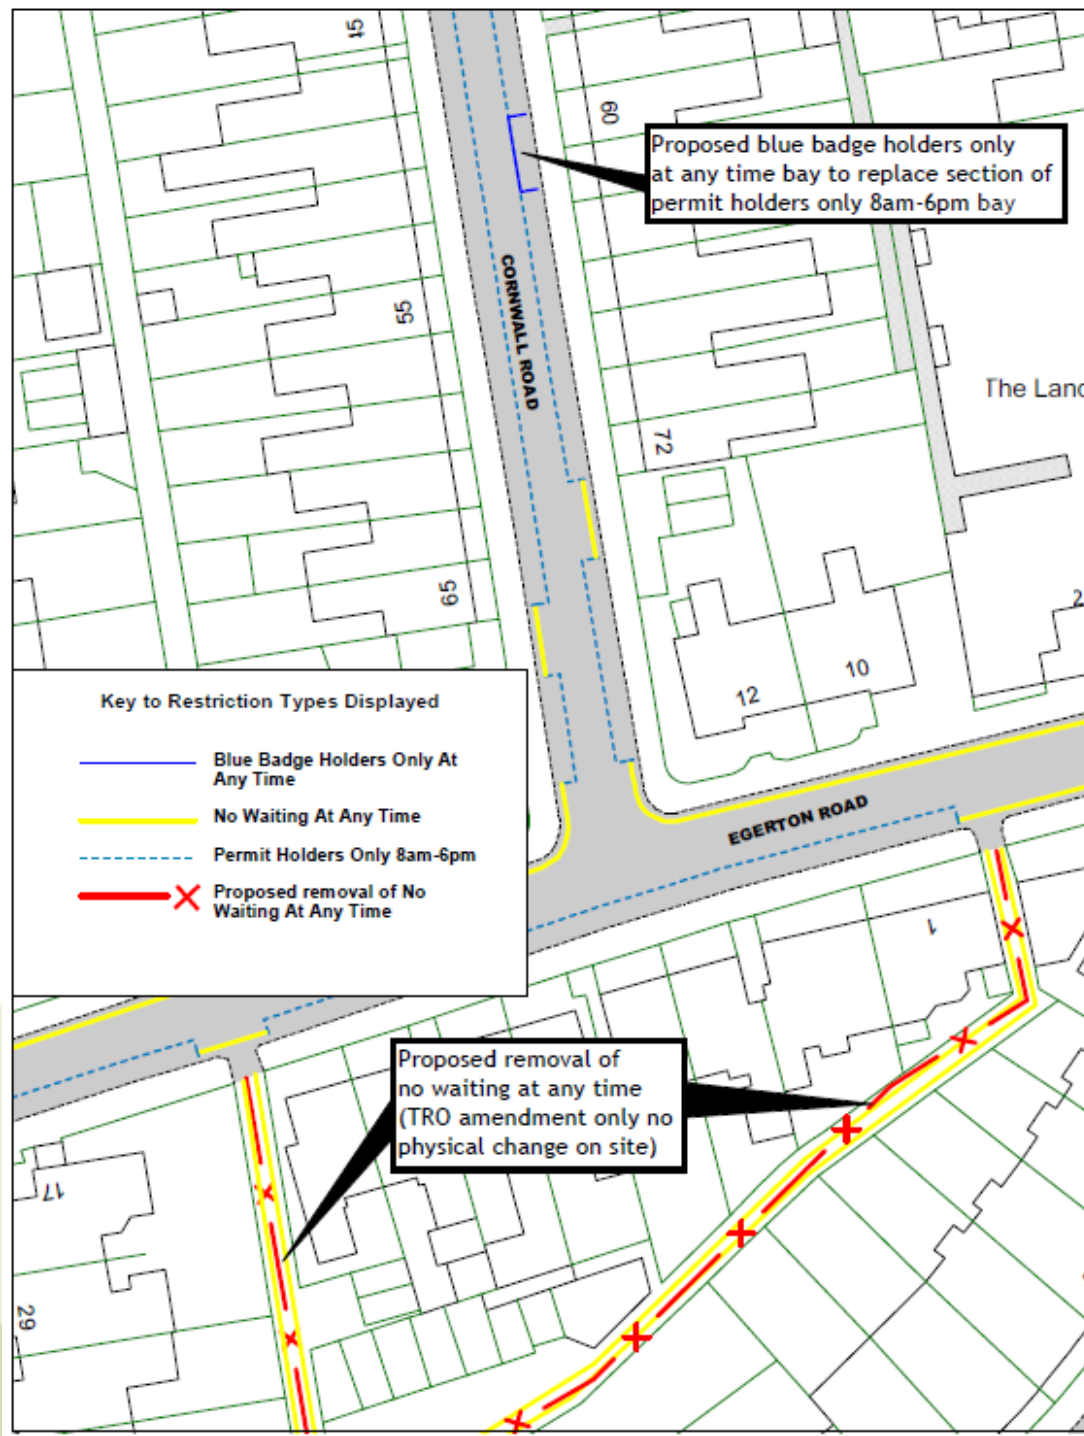 51
60
Proposed blue badge holders only
at any time bay to replace section of
permit holders only 8am-6pm bay
CORNWALL ROAD
55
The Land
72
65
2
10
12
Key to Restriction Types Displayed
Blue Badge Holders Only At
Any Time
No Waiting At Any Time
Permit Holders Only 8am-6pm
Proposed removal of No
Waiting At Any Time
EGERTON ROAD
1
Proposed removal of
no waiting at any time
(TRO amendment only no
physical change on site)
17
29